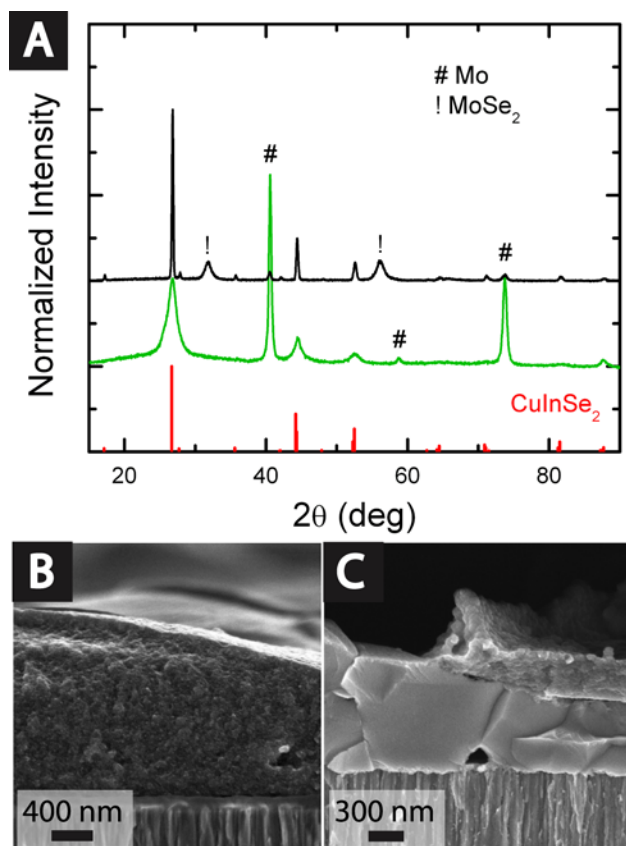 A
# Mo
! MoSe₂
#
!
!
#
#
Normalized Intensity
CuInSe₂
20
40
60
80
2θ (deg)
B
C
400 nm
300 nm